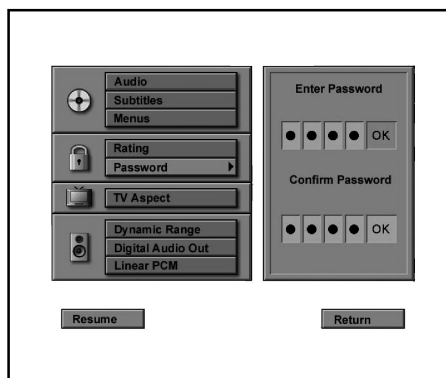 Audio
Subtitles
Menus
Rating
Password
TV Aspect
Dynamic Range
Digital Audio Out
Linear PCM
Enter Password
OK
Confirm Password
OK
Resume
Return